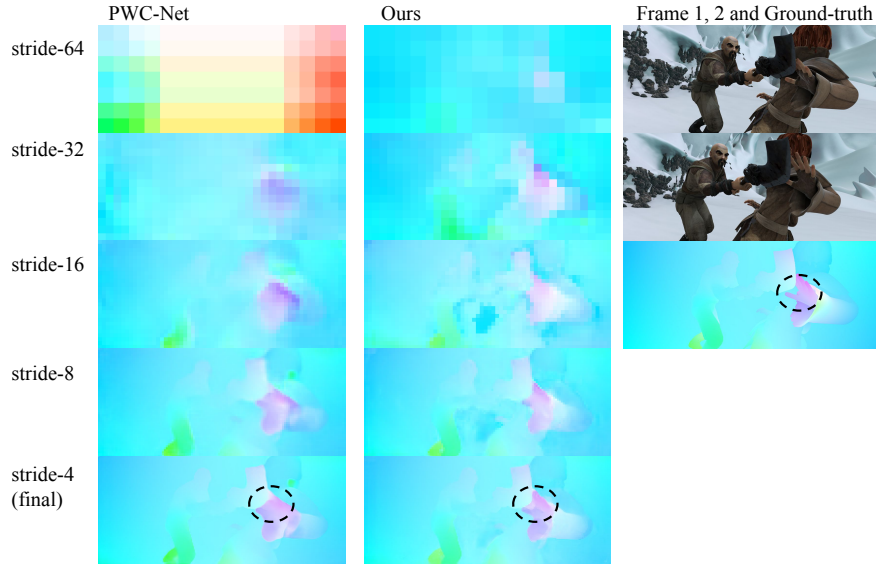 PWC-Net Ours Frame 1, 2 and Ground-truth
stride-64
stride-32
stride-16
stride-8
stride-4
(final)